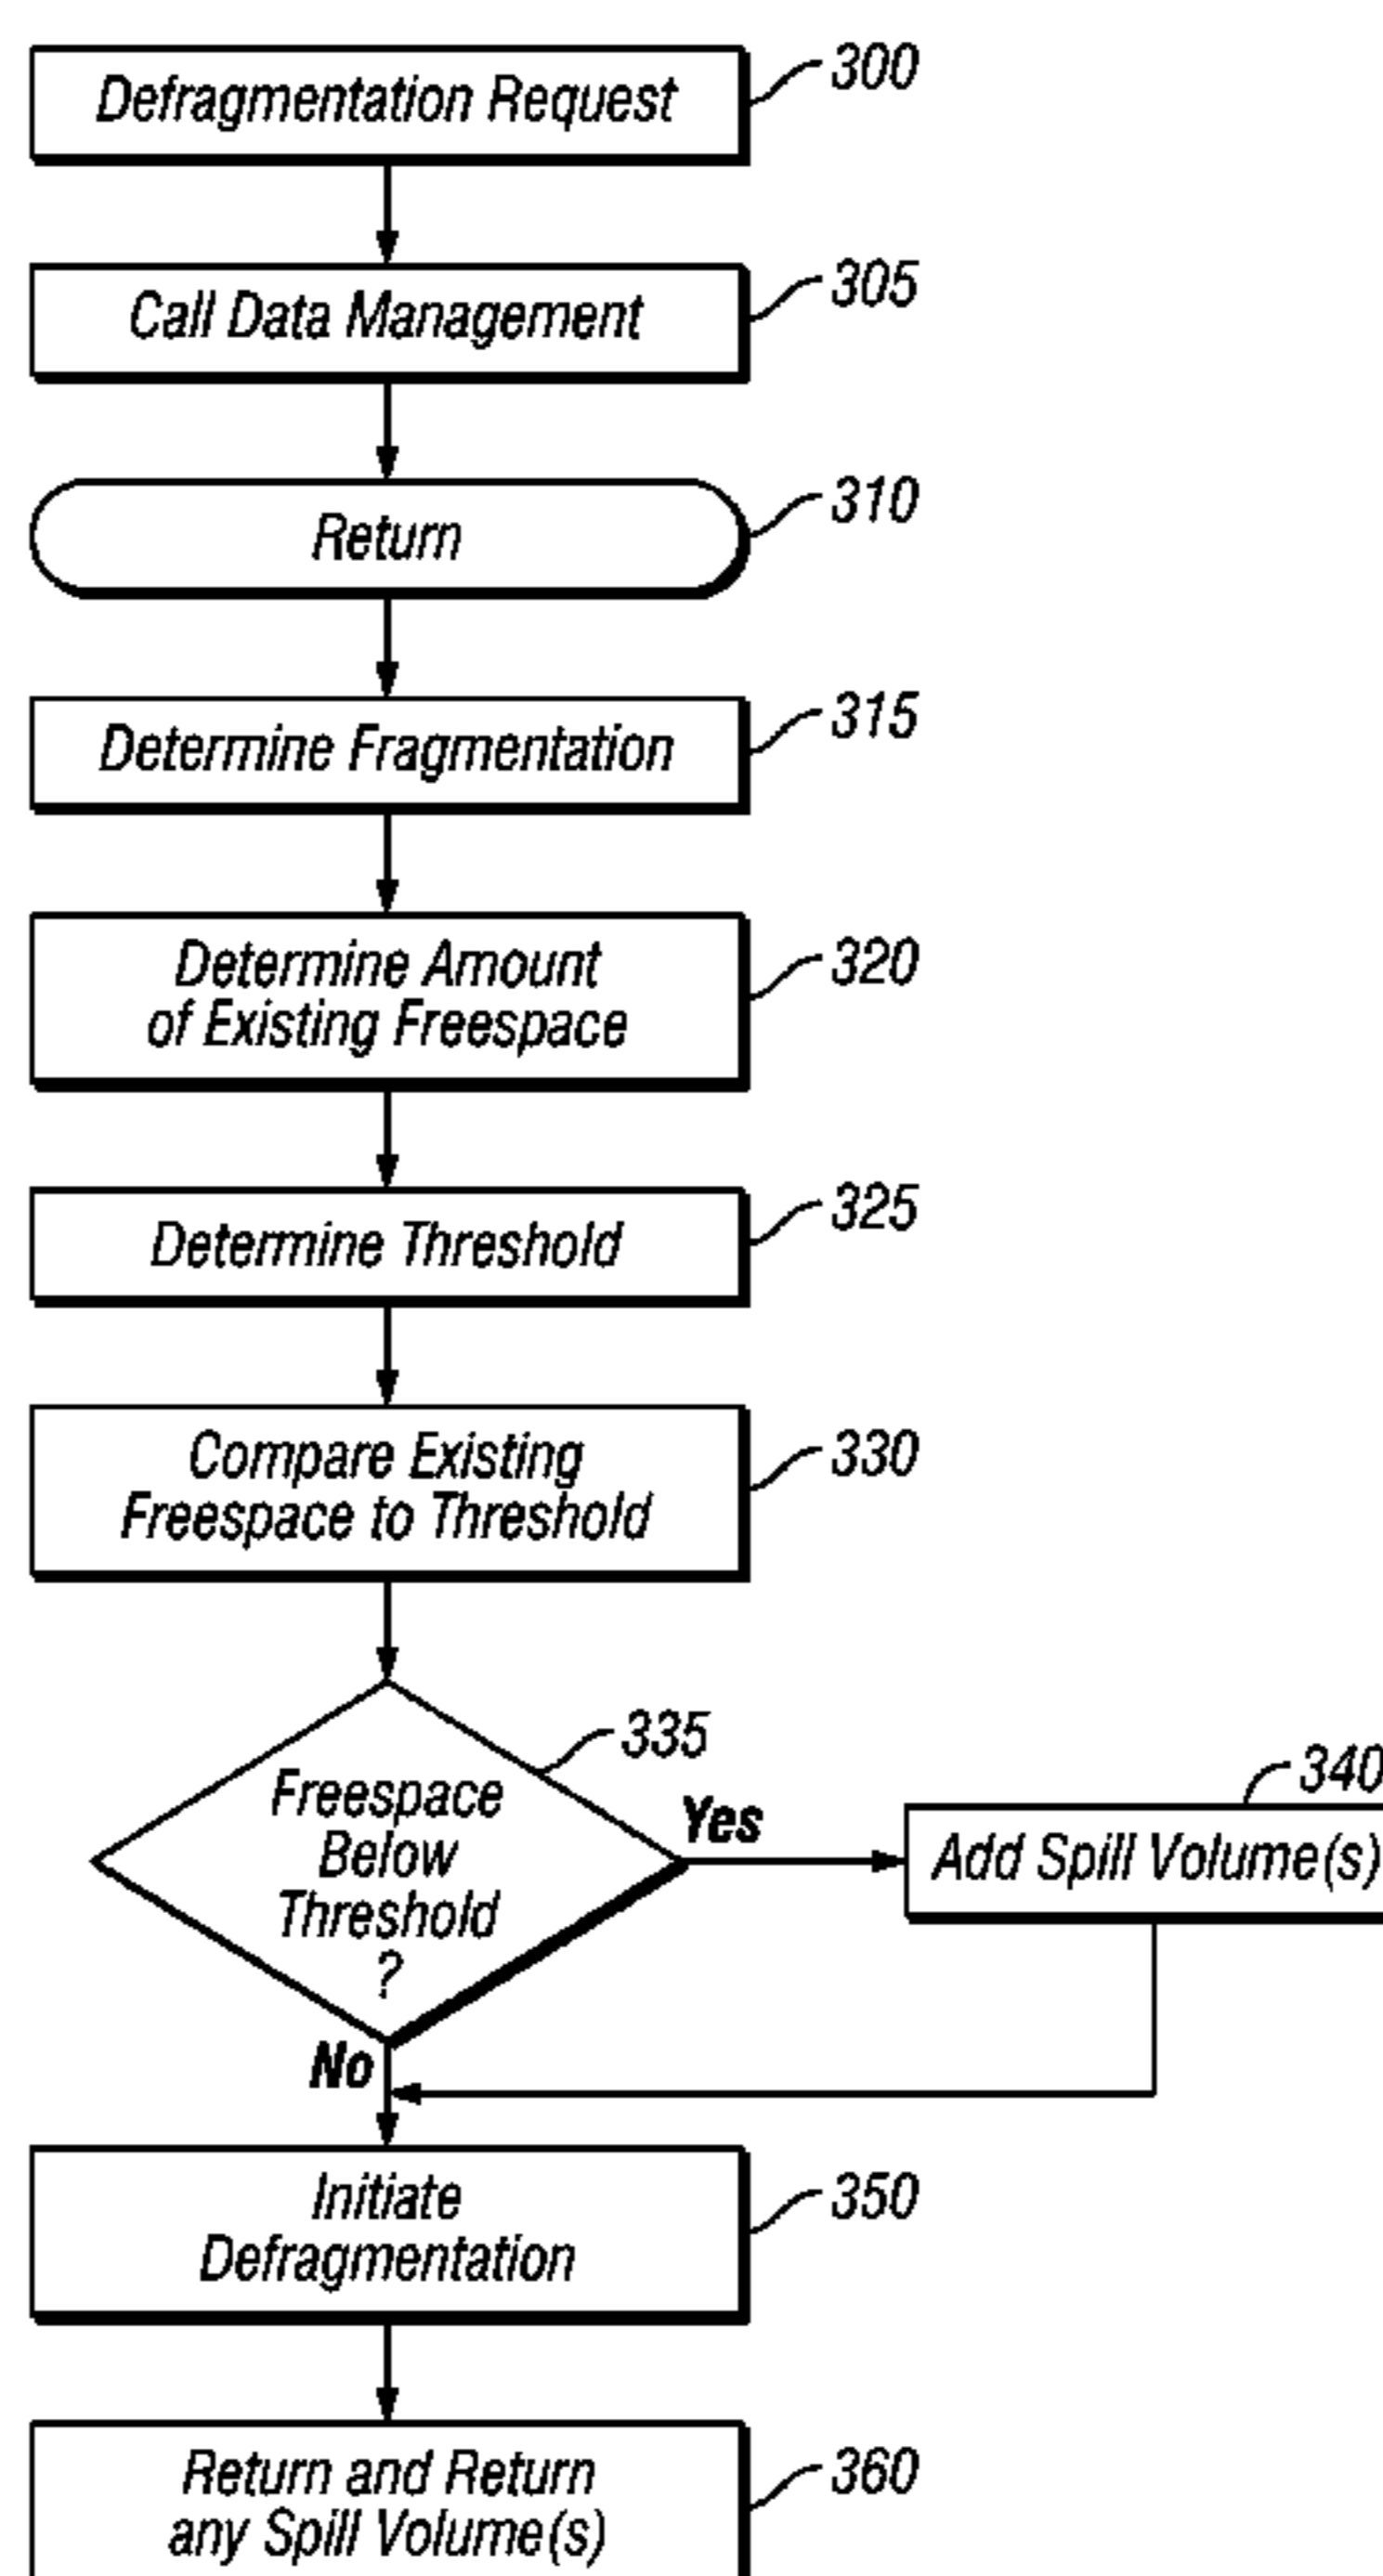 Defragmentation Request
300
Call Data Management
305
Return
310
Determine Fragmentation
315
Determine Amount
of Existing Freespace
320
Determine Threshold
325
Compare Existing
Freespace to Threshold
330
Freespace
Below
Threshold
?
335
Yes
340
Add Spill Volume(s)
No
Initiate
Defragmentation
350
Return and Return
any Spill Volume(s)
360